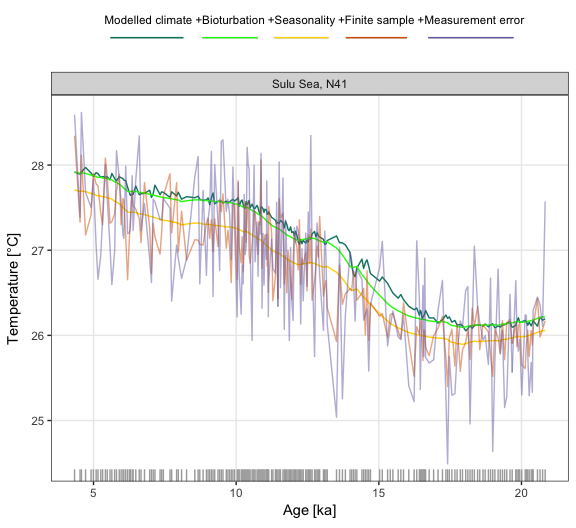 Modelled climate +Bioturbation +Seasonality +Finite sample +Measurement error
Sulu Sea, N41
28
27
26
25
Temperature [°C]
5 10 15 20
Age [ka]